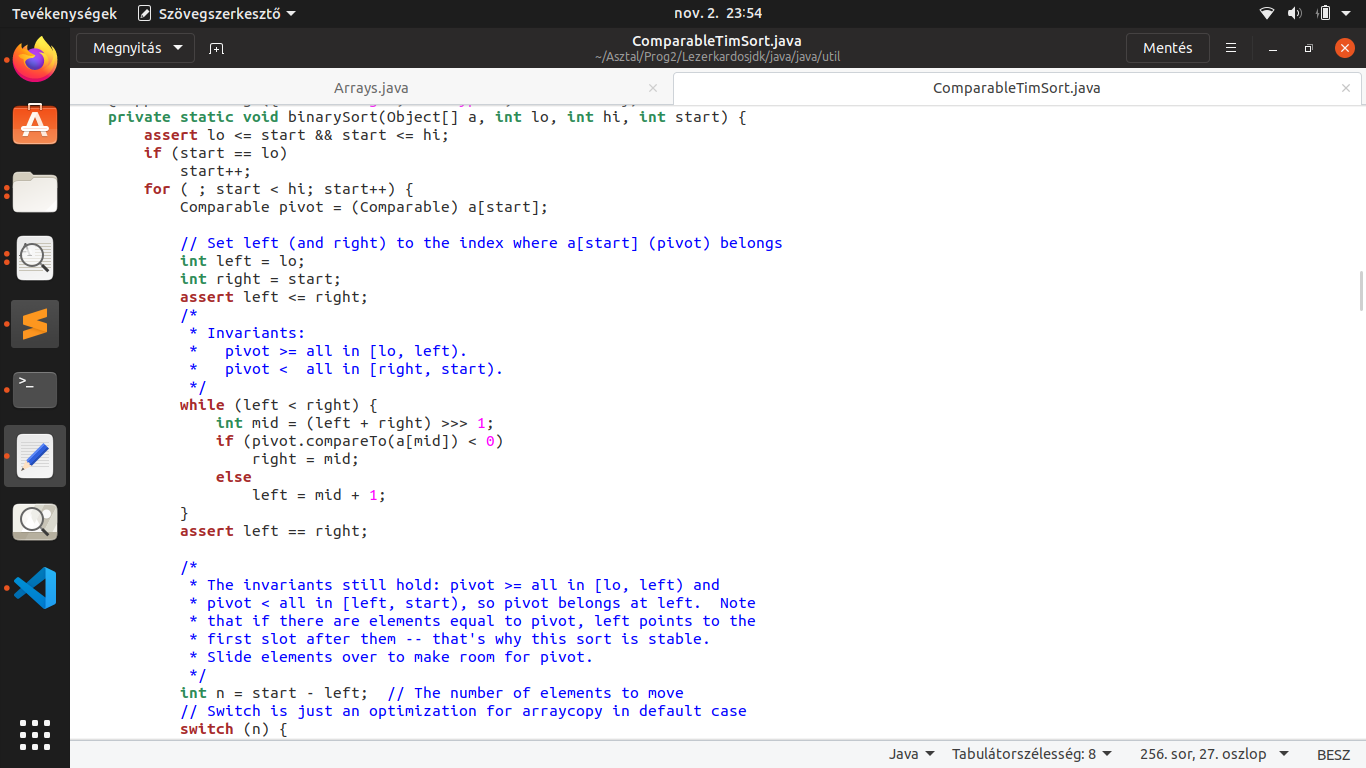 Tevékenységek Szövegszerkesztő nov. 2. 23:54
Megnyitás ComparableTimSort.java Mentés
~/Asztal/Prog2/Lezerkardosjdk/java/java/util
Arrays.java × ComparableTimSort.java ×
private static void binarySort(Object[] a, int lo, int hi, int start) {
assert lo <= start && start <= hi;
if (start == lo)
start++;
for ( ; start < hi; start++) {
Comparable pivot = (Comparable) a[start];
// Set left (and right) to the index where a[start] (pivot) belongs
int left = lo;
int right = start;
assert left <= right;
/*
* Invariants:
*   pivot >= all in [lo, left).
*   pivot <  all in [right, start).
*/
while (left < right) {
int mid = (left + right) >>> 1;
if (pivot.compareTo(a[mid]) < 0)
right = mid;
else
left = mid + 1;
}
assert left == right;
/*
* The invariants still hold: pivot >= all in [lo, left) and
* pivot < all in [left, start), so pivot belongs at left.  Note
* that if there are elements equal to pivot, left points to the
* first slot after them -- that's why this sort is stable.
* Slide elements over to make room for pivot.
*/
int n = start - left;  // The number of elements to move
// Switch is just an optimization for arraycopy in default case
switch (n) {
Java Tabulátorszélesség: 8 256. sor, 27. oszlop BESZ